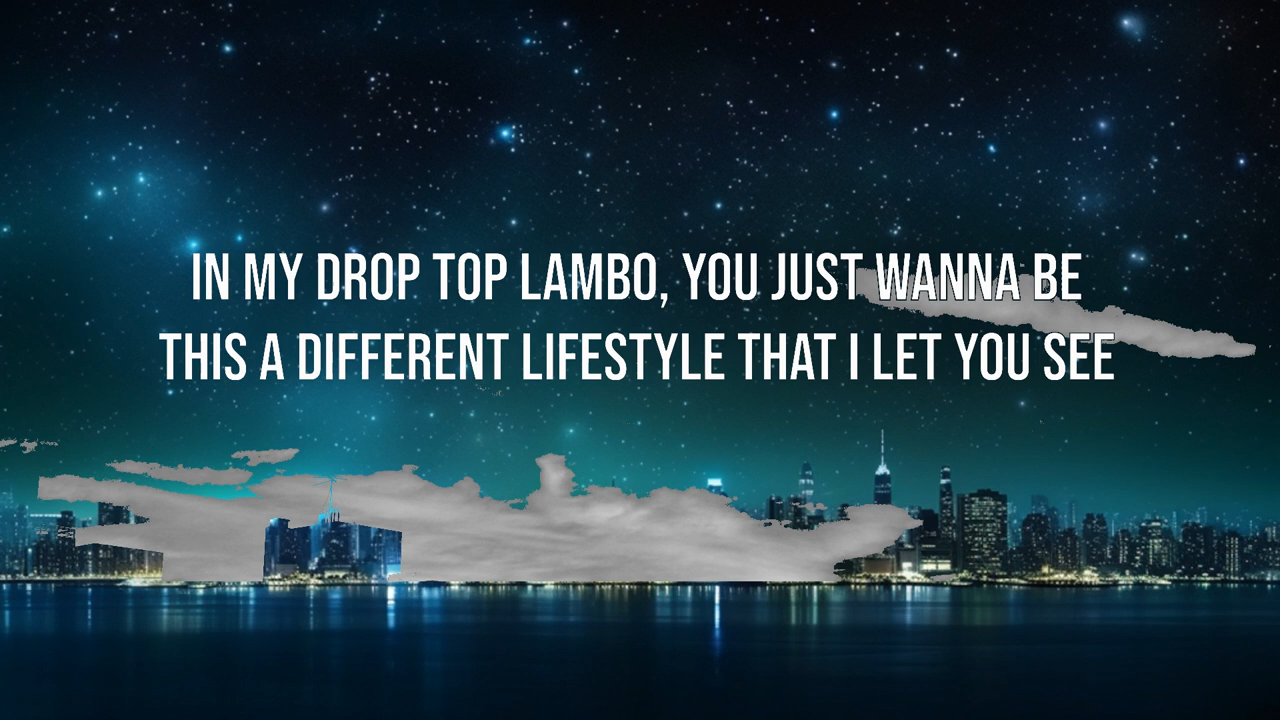 IN MY DROP TOP LAMBO, YOU JUST WANNA BE
THIS A DIFFERENT LIFESTYLE THAT I LET YOU SEE